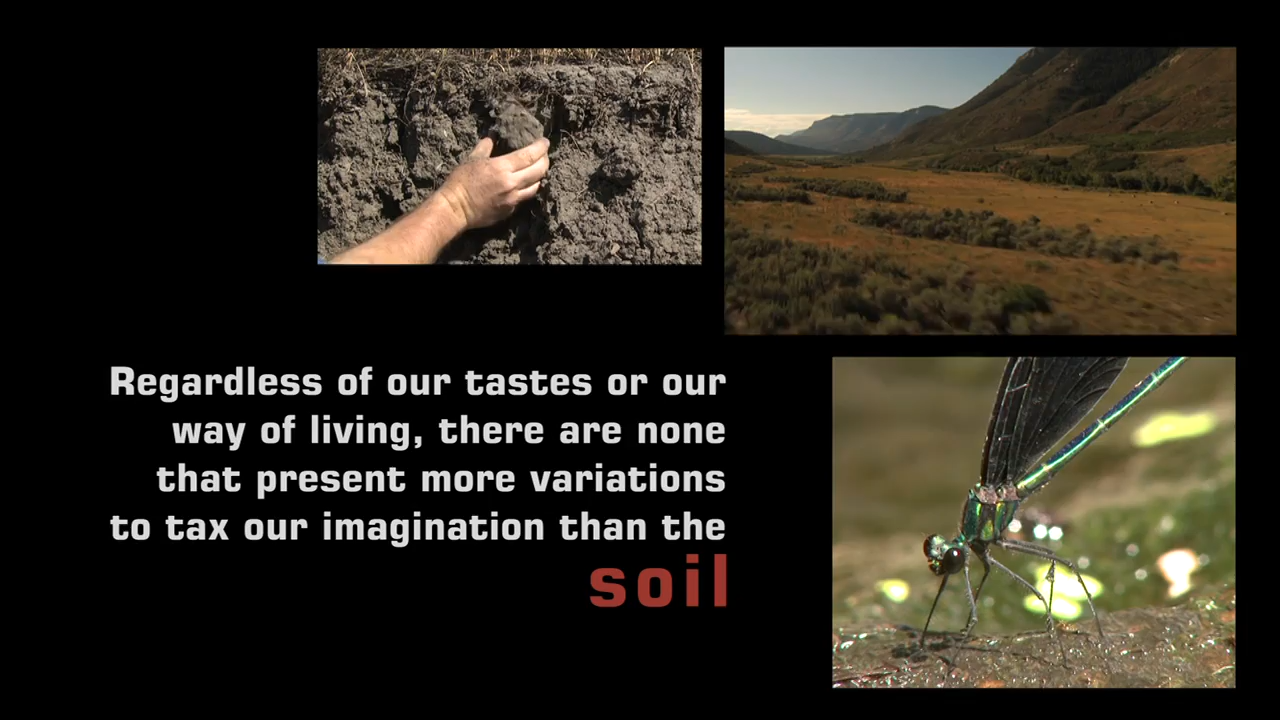 Regardless of our tastes or our
way of living, there are none
that present more variations
to tax our imagination than the
soil